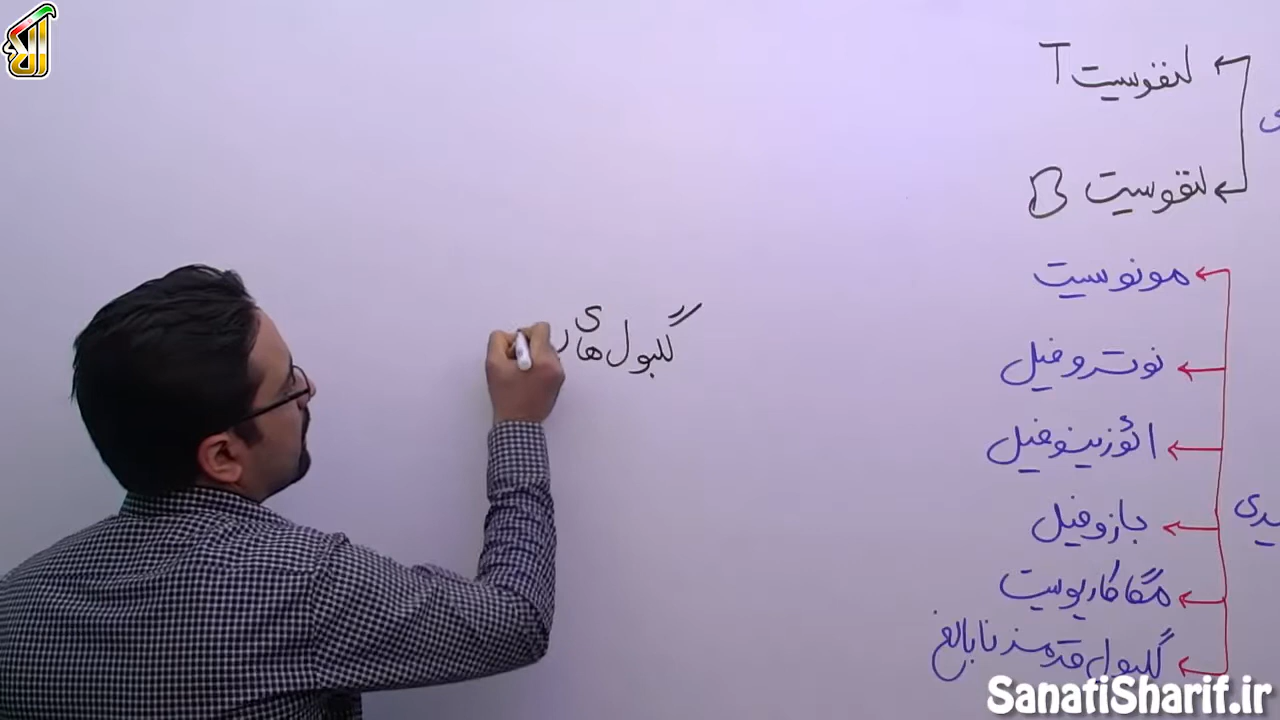 لنفوسیت T
لنفوسیت B
مونوسیت
نوتروفیل
ائوزینوفیل
بازوفیل
مگاکاریوسیت
گلبول قرمز نابالغ
گلبول های
SanatiSharif.ir